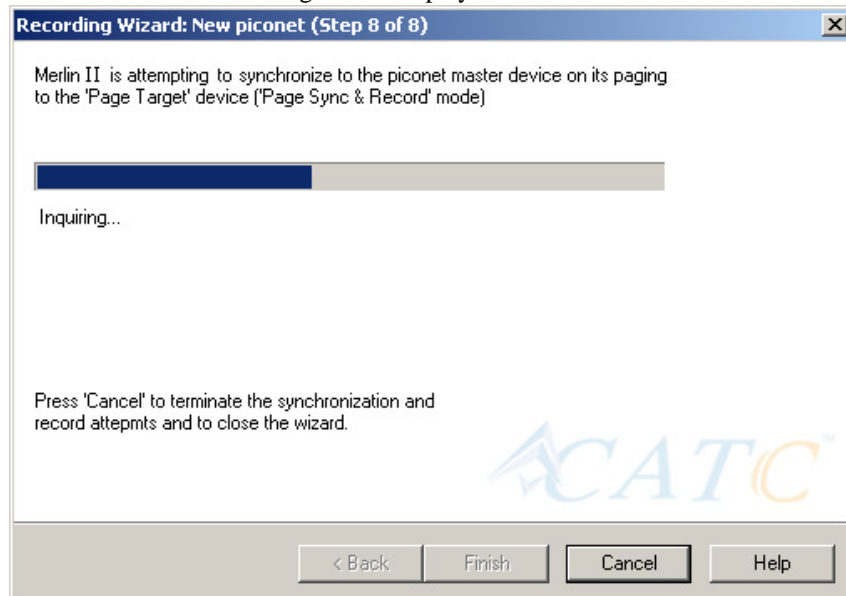 Recording Wizard: New piconet (Step 8 of 8)
Merlin II is attempting to synchronize to the piconet master device on its paging
to the 'Page Target' device ('Page Sync & Record' mode)
Inquiring...
Press 'Cancel' to terminate the synchronization and
record attepmts and to close the wizard.
CATC
< Back Finish Cancel Help